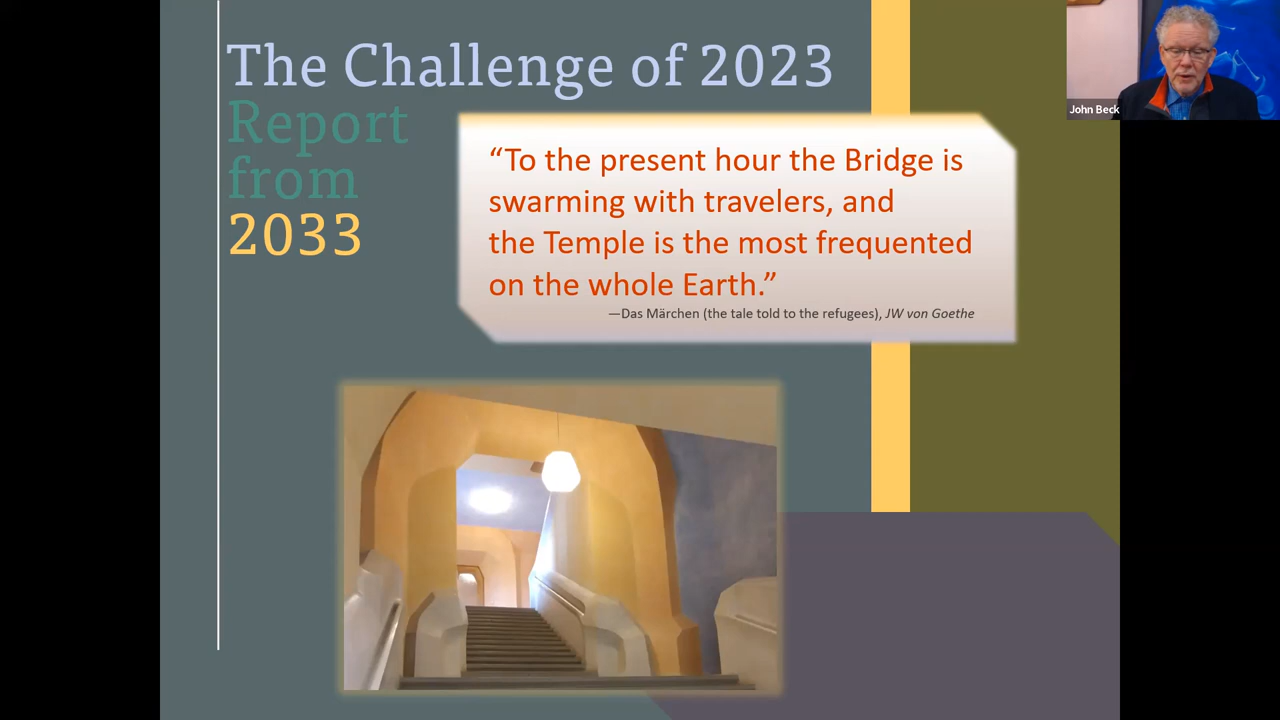 The Challenge of 2023
Report
from
2033
“To the present hour the Bridge is
swarming with travelers, and
the Temple is the most frequented
on the whole Earth.”
—Das Märchen (the tale told to the refugees), JW von Goethe
John Beck